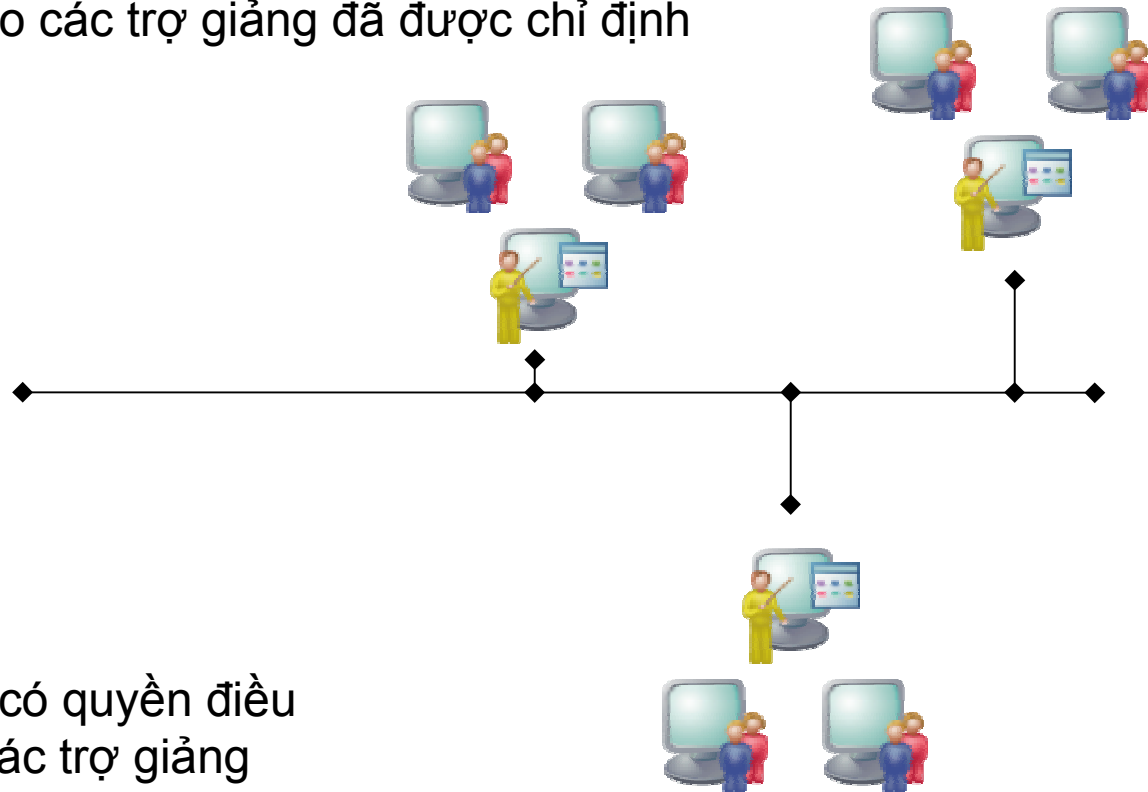 o các trợ giảng đã được chỉ định
có quyền điều
ác trợ giảng